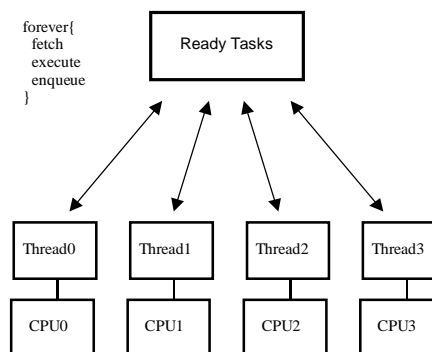 forever{
fetch
execute
enqueue
}
Ready Tasks
Thread0
Thread1
Thread2
Thread3
CPU0
CPU1
CPU2
CPU3